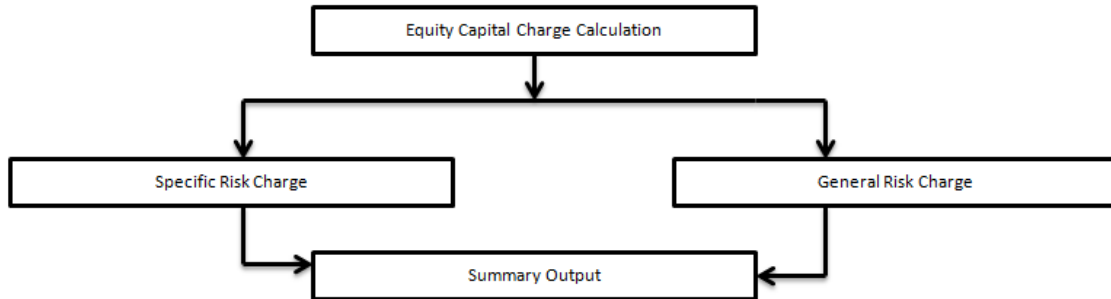 Equity Capital Charge Calculation
Specific Risk Charge
General Risk Charge
Summary Output